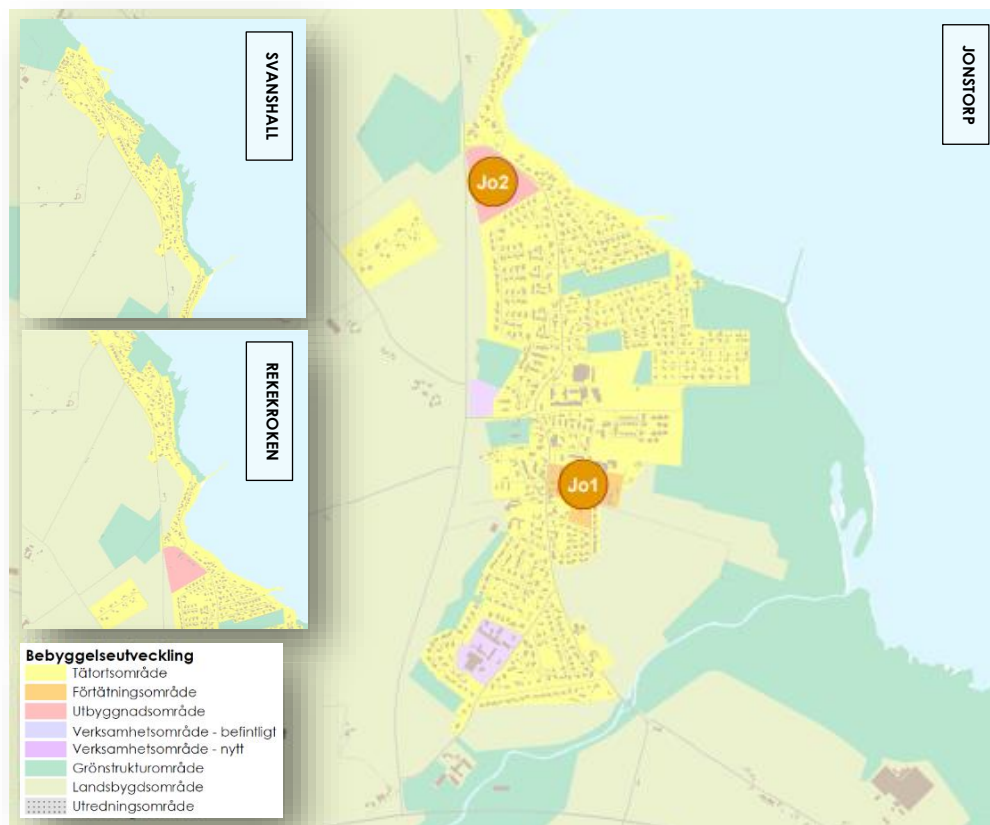 SVANSHALL
JONSTORP
Jo2
REKEKROKEN
Jo1
Bebyggelseutveckling
Tätortsområde
Förtätningsområde
Utbyggnadsområde
Verksamhetsområde - befintligt
Verksamhetsområde - nytt
Grönstrukturområde
Landsbygdsområde
Utredningsområde